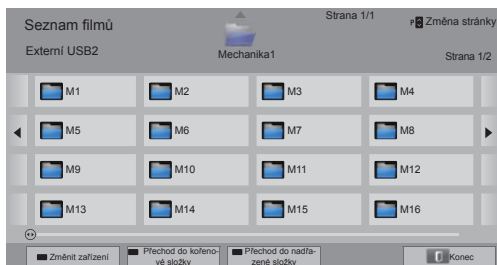 Seznam filmů
Strana 1/1
P Změna stránky
Externí USB2
Mechanika1
Strana 1/2
M1 M2 M3 M4
M5 M6 M7 M8
M9 M10 M11 M12
M13 M14 M15 M16
Změnit zařízení
Přechod do kořeno-
vé složky
Přechod do nadřa-
zené složky
Konec